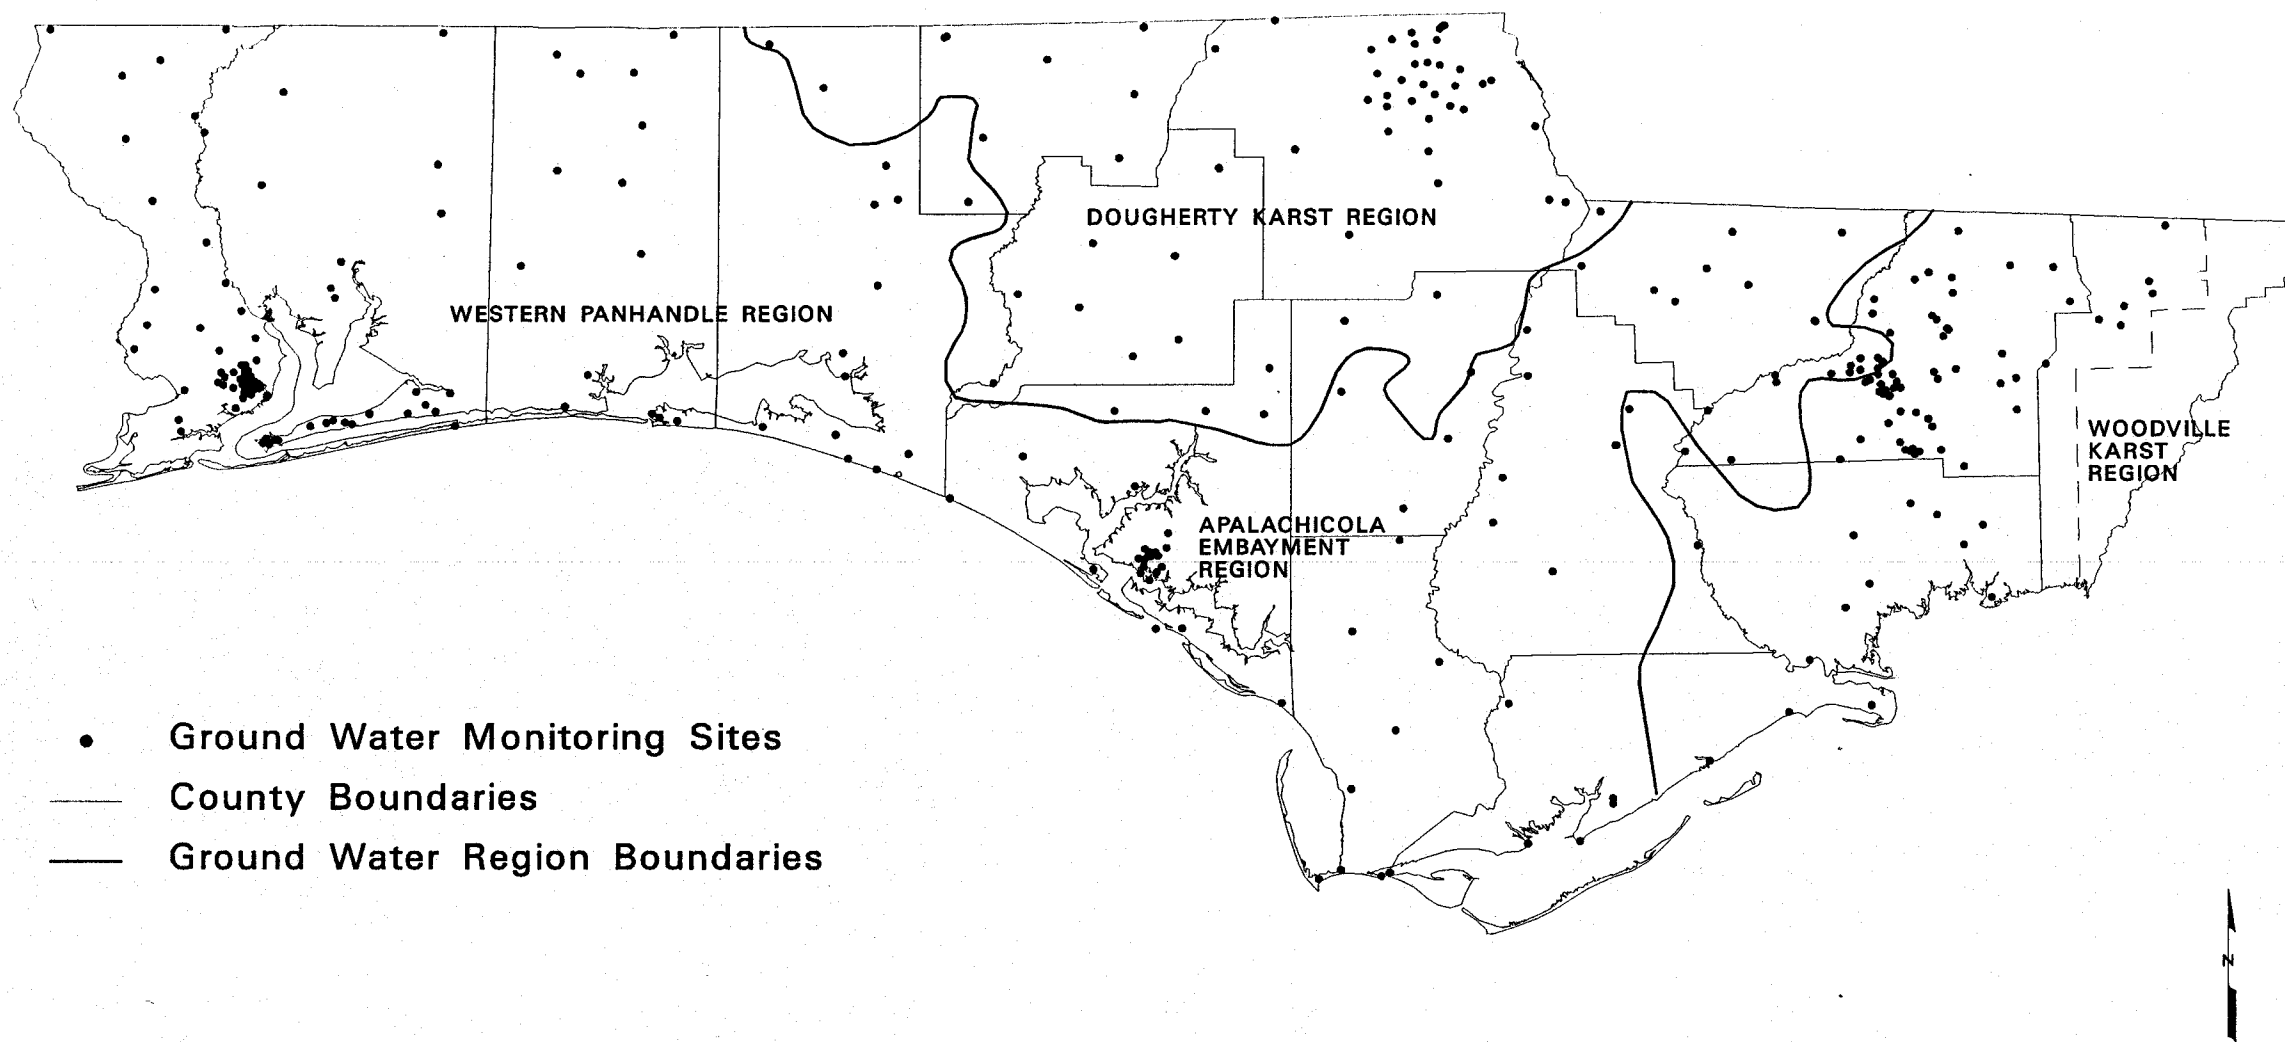 DOUGHERTY KARST REGION
WESTERN PANHANDLE REGION
WOODVILLE
KARST
REGION
APALACHICOLA
EMBAYMENT
REGION
Ground Water Monitoring Sites
County Boundaries
Ground Water Region Boundaries
N